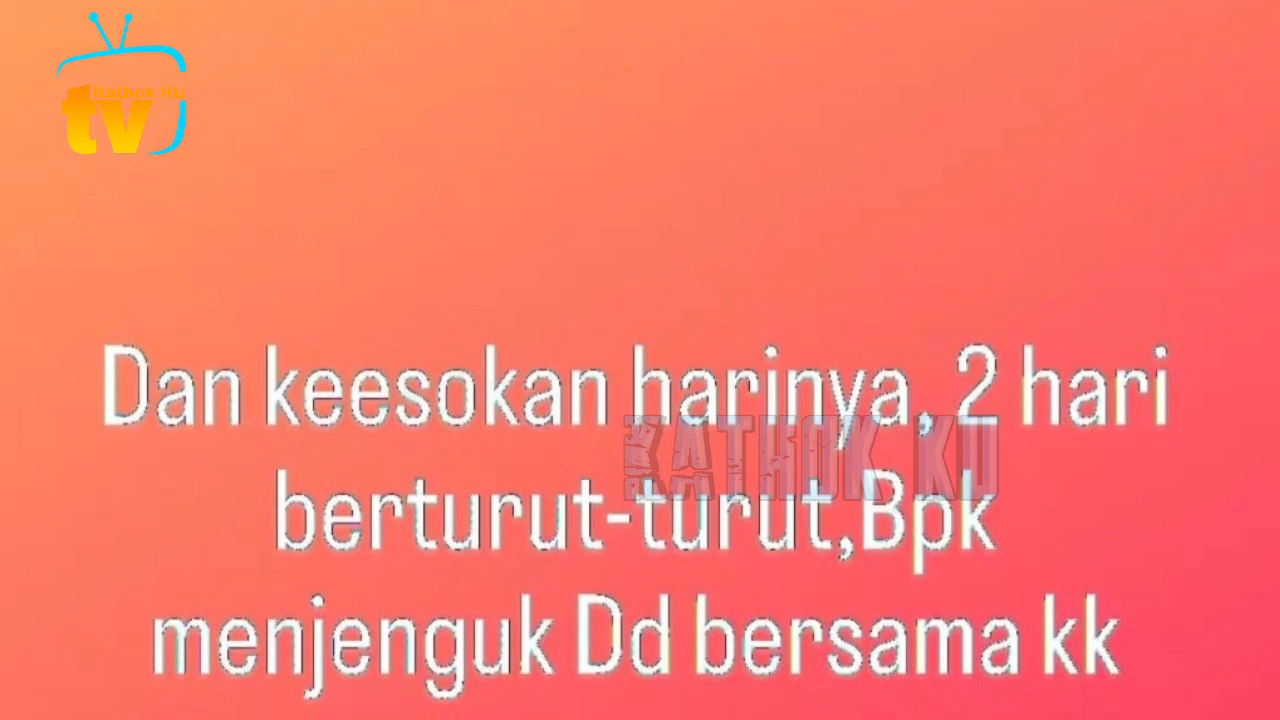 Kathok Ku
tv
Dan keesokan harinya, 2 hari
KATHOK KU
berturut-turut,Bpk
menjenguk Dd bersama kk